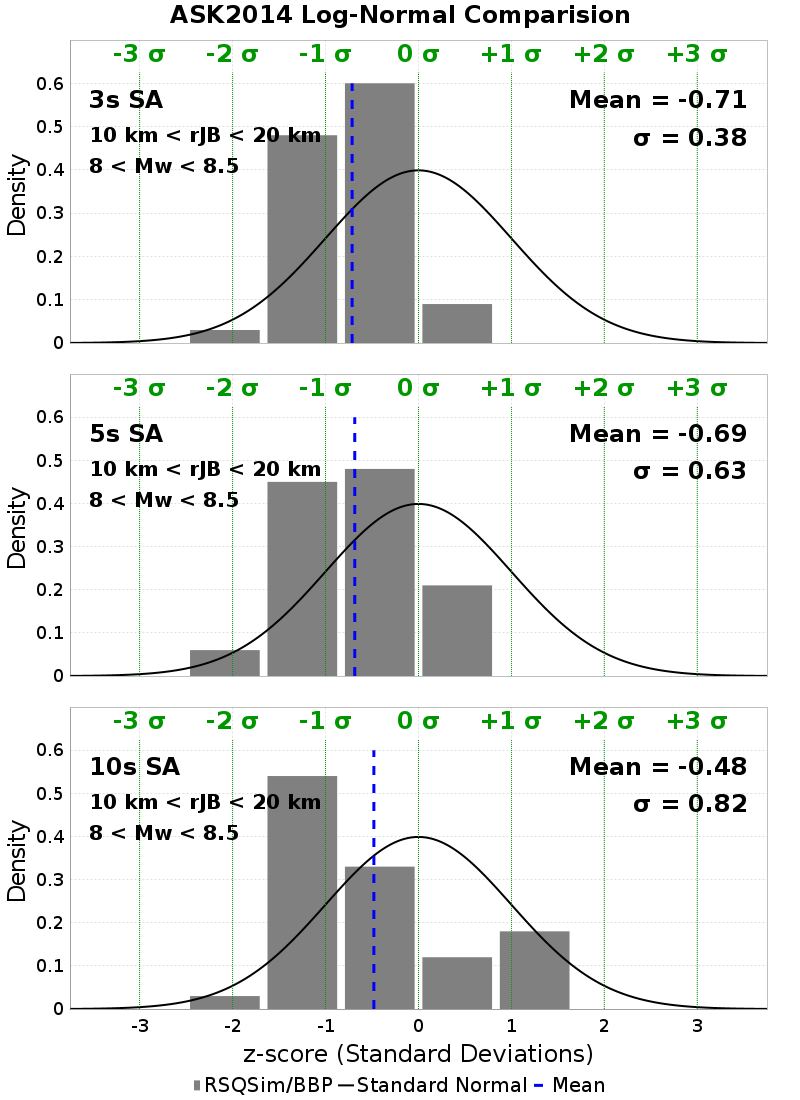 ASK2014 Log-Normal Comparision
-3 σ -2 σ -1 σ 0 σ +1 σ +2 σ +3 σ
3s SA
10 km < rJB < 20 km
8 < Mw < 8.5
Mean = -0.71
σ = 0.38
Density
0.6
0.5
0.4
0.3
0.2
0.1
0
-3 σ -2 σ -1 σ 0 σ +1 σ +2 σ +3 σ
5s SA
10 km < rJB < 20 km
8 < Mw < 8.5
Mean = -0.69
σ = 0.63
Density
0.6
0.5
0.4
0.3
0.2
0.1
0
-3 σ -2 σ -1 σ 0 σ +1 σ +2 σ +3 σ
10s SA
10 km < rJB < 20 km
8 < Mw < 8.5
Mean = -0.48
σ = 0.82
Density
0.6
0.5
0.4
0.3
0.2
0.1
0
-3 -2 -1 0 1 2 3
z-score (Standard Deviations)
RSQSim/BBP Standard Normal Mean